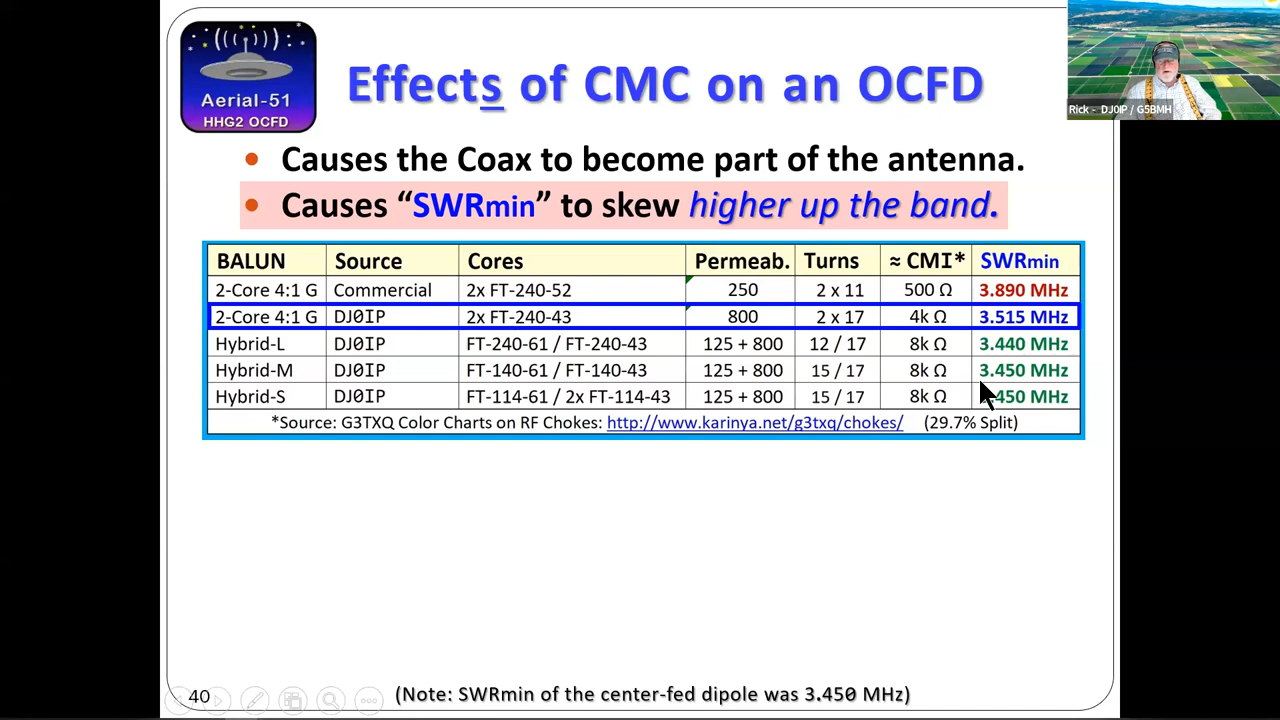 Aerial-51
HHG2 OCFD
Effects of CMC on an OCFD
Rick - DJ0IP / G5BMH
• Causes the Coax to become part of the antenna.
• Causes “SWRmin” to skew higher up the band.
BALUN Source Cores Permeab. Turns ≈ CMI* SWRmin
2-Core 4:1 G Commercial 2x FT-240-52 250 2 x 11 500 Ω 3.890 MHz
2-Core 4:1 G DJ0IP 2x FT-240-43 800 2 x 17 4k Ω 3.515 MHz
Hybrid-L DJ0IP FT-240-61 / FT-240-43 125 + 800 12 / 17 8k Ω 3.440 MHz
Hybrid-M DJ0IP FT-140-61 / FT-140-43 125 + 800 15 / 17 8k Ω 3.450 MHz
Hybrid-S DJ0IP FT-114-61 / 2x FT-114-43 125 + 800 15 / 17 8k Ω .450 MHz
*Source: G3TXQ Color Charts on RF Chokes: http://www.karinya.net/g3txq/chokes/ (29.7% Split)
40
(Note: SWRmin of the center-fed dipole was 3.450 MHz)